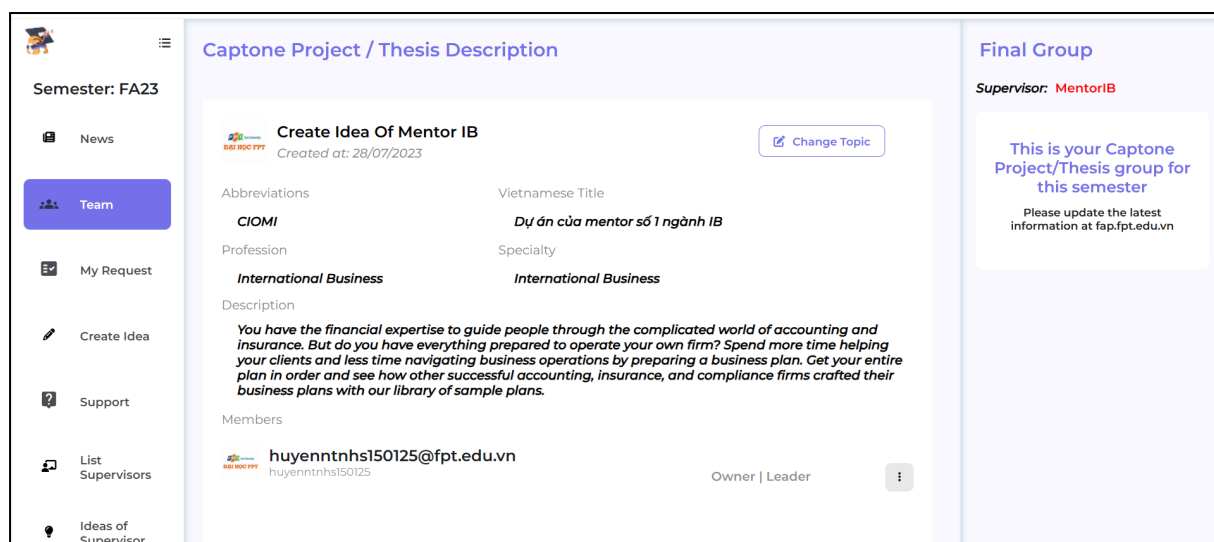 Semester: FA23
News
Team
My Request
Create Idea
Support
List
Supervisors
Ideas of
Supervisor
Captone Project / Thesis Description
ĐẠI HỌC FPT
Create Idea Of Mentor IB
Created at: 28/07/2023
Change Topic
Abbreviations
Vietnamese Title
CIOMI
Dự án của mentor số 1 ngành IB
Profession
Specialty
International Business
International Business
Description
You have the financial expertise to guide people through the complicated world of accounting and
insurance. But do you have everything prepared to operate your own firm? Spend more time helping
your clients and less time navigating business operations by preparing a business plan. Get your entire
plan in order and see how other successful accounting, insurance, and compliance firms crafted their
business plans with our library of sample plans.
Members
ĐẠI HỌC FPT
huyenntnhs150125@fpt.edu.vn
huyenntnhs150125
Owner | Leader
Final Group
Supervisor: MentorIB
This is your Captone
Project/Thesis group for
this semester
Please update the latest
information at fap.fpt.edu.vn